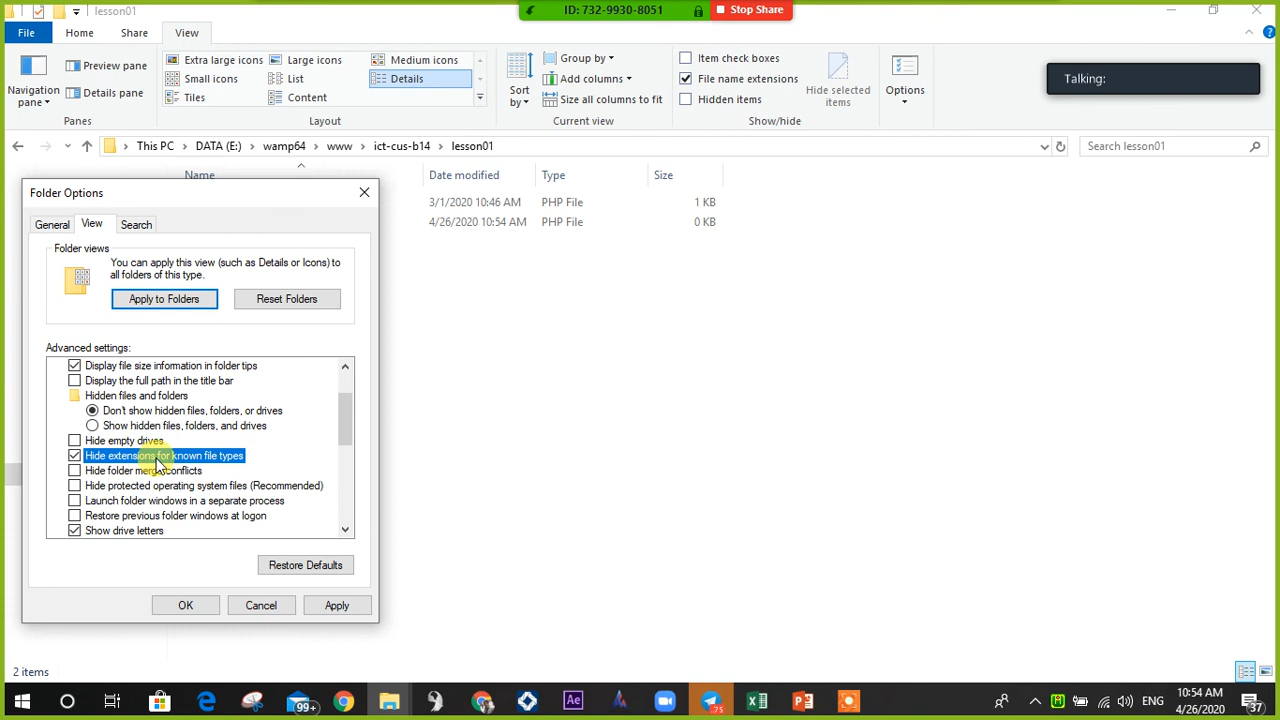 lesson01
ID: 732-9930-8051
Stop Share
File
Home
Share
View
Navigation pane
Preview pane
Details pane
Panes
Extra large icons
Large icons
Medium icons
Small icons
List
Details
Tiles
Content
Layout
Sort by
Group by
Add columns
Size all columns to fit
Current view
Item check boxes
File name extensions
Hidden items
Hide selected items
Show/hide
Options
Talking:
This PC
DATA (E:)
wamp64
www
ict-cus-b14
lesson01
Search lesson01
Name
Date modified
Type
Size
3/1/2020 10:46 AM
PHP File
1 KB
4/26/2020 10:54 AM
PHP File
0 KB
Folder Options
General
View
Search
Folder views
You can apply this view (such as Details or Icons) to
all folders of this type.
Apply to Folders
Reset Folders
Advanced settings:
Display file size information in folder tips
Display the full path in the title bar
Hidden files and folders
Don't show hidden files, folders, or drives
Show hidden files, folders, and drives
Hide empty drives
Hide extensions for known file types
Hide folder merge conflicts
Hide protected operating system files (Recommended)
Launch folder windows in a separate process
Restore previous folder windows at logon
Show drive letters
Restore Defaults
OK
Cancel
Apply
2 items
99+
Ae
75
ENG
10:54 AM
4/26/2020
37